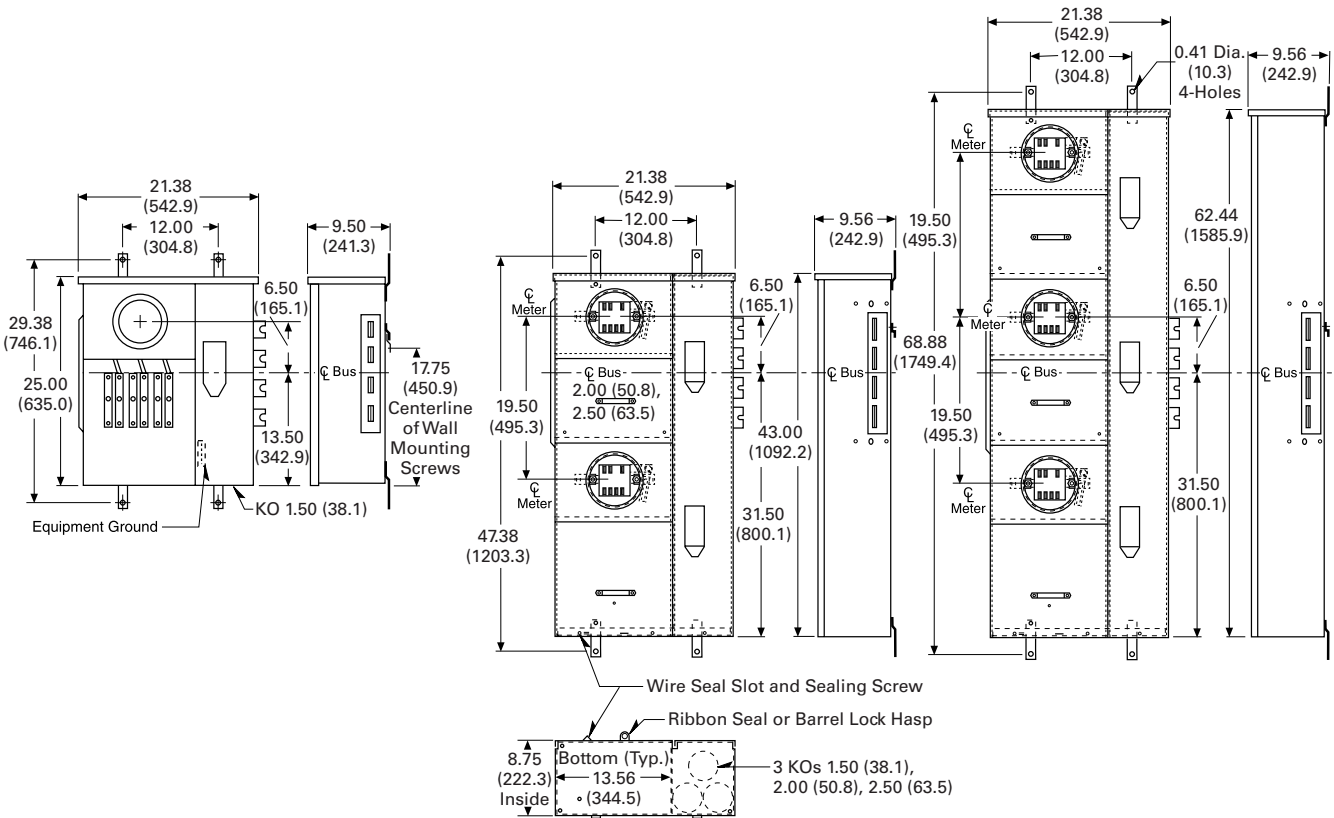 21.38
(542.9)
12.00
(304.8)
9.50
(241.3)
29.38
(746.1)
25.00
(635.0)
6.50
(165.1)
℄ Bus
13.50
(342.9)
17.75
(450.9)
Centerline
of Wall
Mounting
Screws
KO 1.50 (38.1)
Equipment Ground
21.38
(542.9)
12.00
(304.8)
9.56
(242.9)
℄
Meter
6.50
(165.1)
℄ Bus
2.00 (50.8),
2.50 (63.5)
℄ Bus
19.50
(495.3)
43.00
(1092.2)
℄
Meter
47.38
(1203.3)
31.50
(800.1)
21.38
(542.9)
12.00
(304.8)
0.41 Dia.
(10.3)
4-Holes
9.56
(242.9)
℄
Meter
19.50
(495.3)
62.44
(1585.9)
℄
Meter
6.50
(165.1)
68.88
(1749.4)
℄ Bus
℄ Bus
19.50
(495.3)
℄
Meter
31.50
(800.1)
Wire Seal Slot and Sealing Screw
Ribbon Seal or Barrel Lock Hasp
8.75
(222.3)
Inside
Bottom (Typ.)
13.56
(344.5)
3 KOs 1.50 (38.1),
2.00 (50.8), 2.50 (63.5)